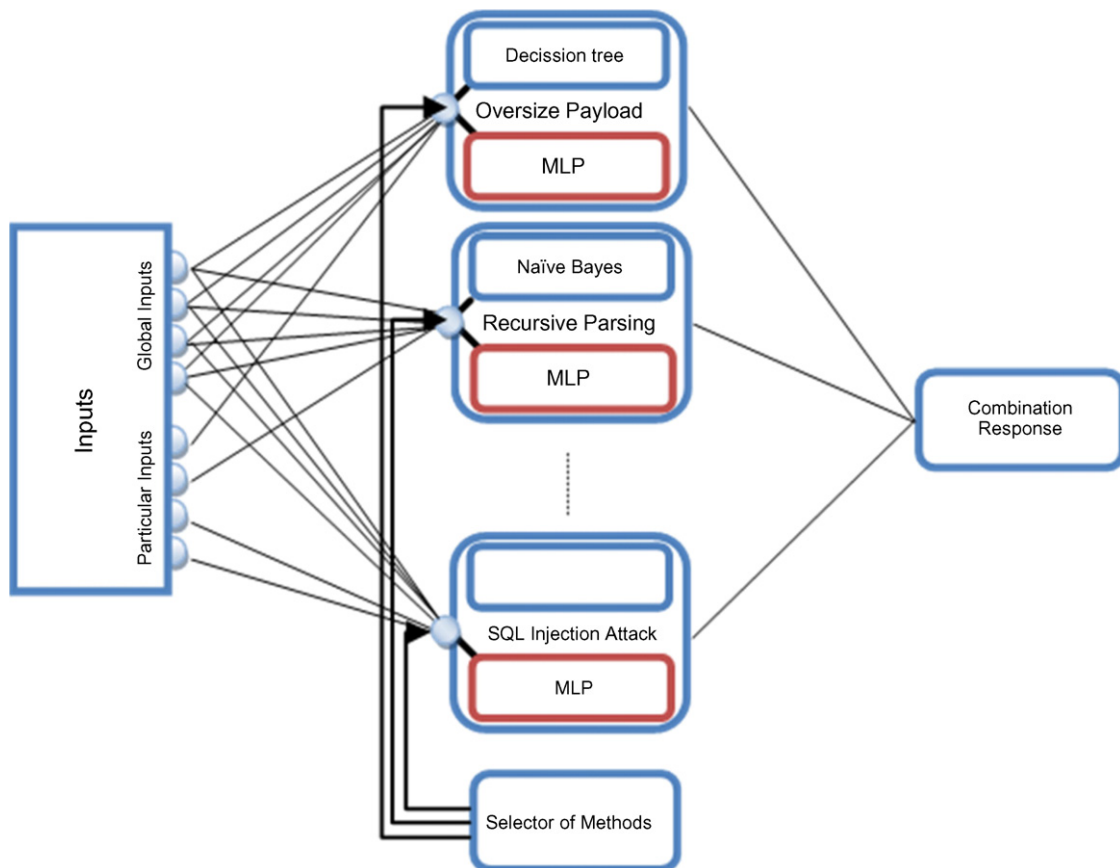 Decission tree
Oversize Payload
MLP
Naïve Bayes
Recursive Parsing
MLP
Inputs
Global Inputs
Particular Inputs
Combination
Response
SQL Injection Attack
MLP
Selector of Methods